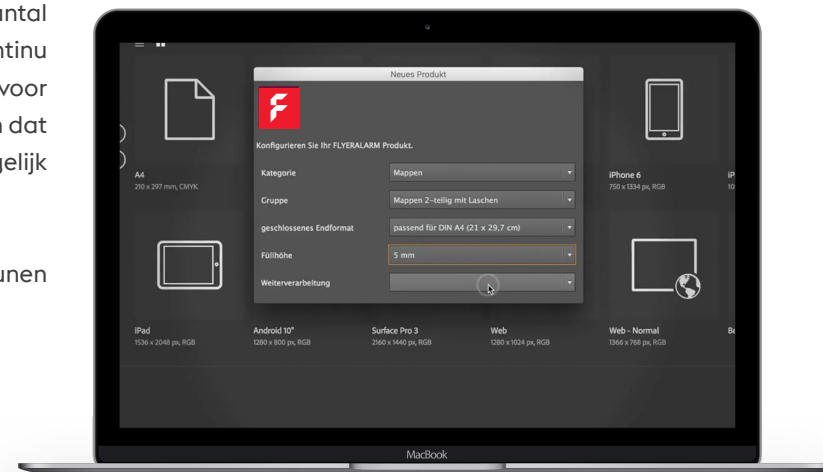 ntinu
voor
dat
gelijk
unen
Neues Produkt
Konfigurieren Sie Ihr FLYERALARM Produkt.
Kategorie Mappen
Gruppe Mappen 2-teilig mit Laschen
geschlossenes Endformat passend für DIN A4 (21 x 29,7 cm)
Füllhöhe 5 mm
Weiterverarbeitung
A4
210 x 297 mm, CMYK
iPhone 6
750 x 1334 px, RGB
iPad
1536 x 2048 px, RGB
Android 10"
1280 x 800 px, RGB
Surface Pro 3
2160 x 1440 px, RGB
Web
1280 x 1024 px, RGB
Web - Normal
1366 x 768 px, RGB
MacBook